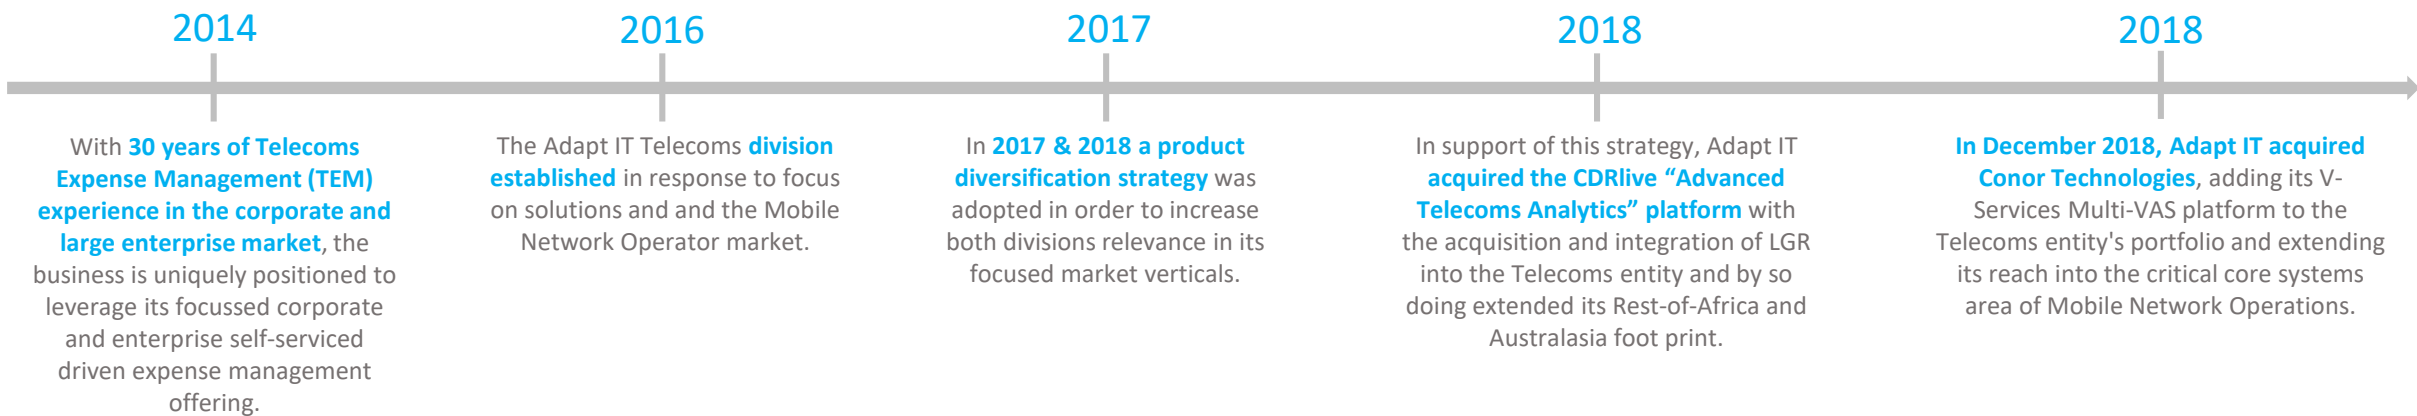 2014
With 30 years of Telecoms
Expense Management (TEM)
experience in the corporate and
large enterprise market, the
business is uniquely positioned to
leverage its focussed corporate
and enterprise self-serviced
driven expense management
offering.
2016
The Adapt IT Telecoms division
established in response to focus
on solutions and and the Mobile
Network Operator market.
2017
In 2017 & 2018 a product
diversification strategy was
adopted in order to increase
both divisions relevance in its
focused market verticals.
2018
In support of this strategy, Adapt IT
acquired the CDRlive “Advanced
Telecoms Analytics” platform with
the acquisition and integration of LGR
into the Telecoms entity and by so
doing extended its Rest-of-Africa and
Australasia foot print.
2018
In December 2018, Adapt IT acquired
Conor Technologies, adding its V-
Services Multi-VAS platform to the
Telecoms entity's portfolio and extending
its reach into the critical core systems
area of Mobile Network Operations.